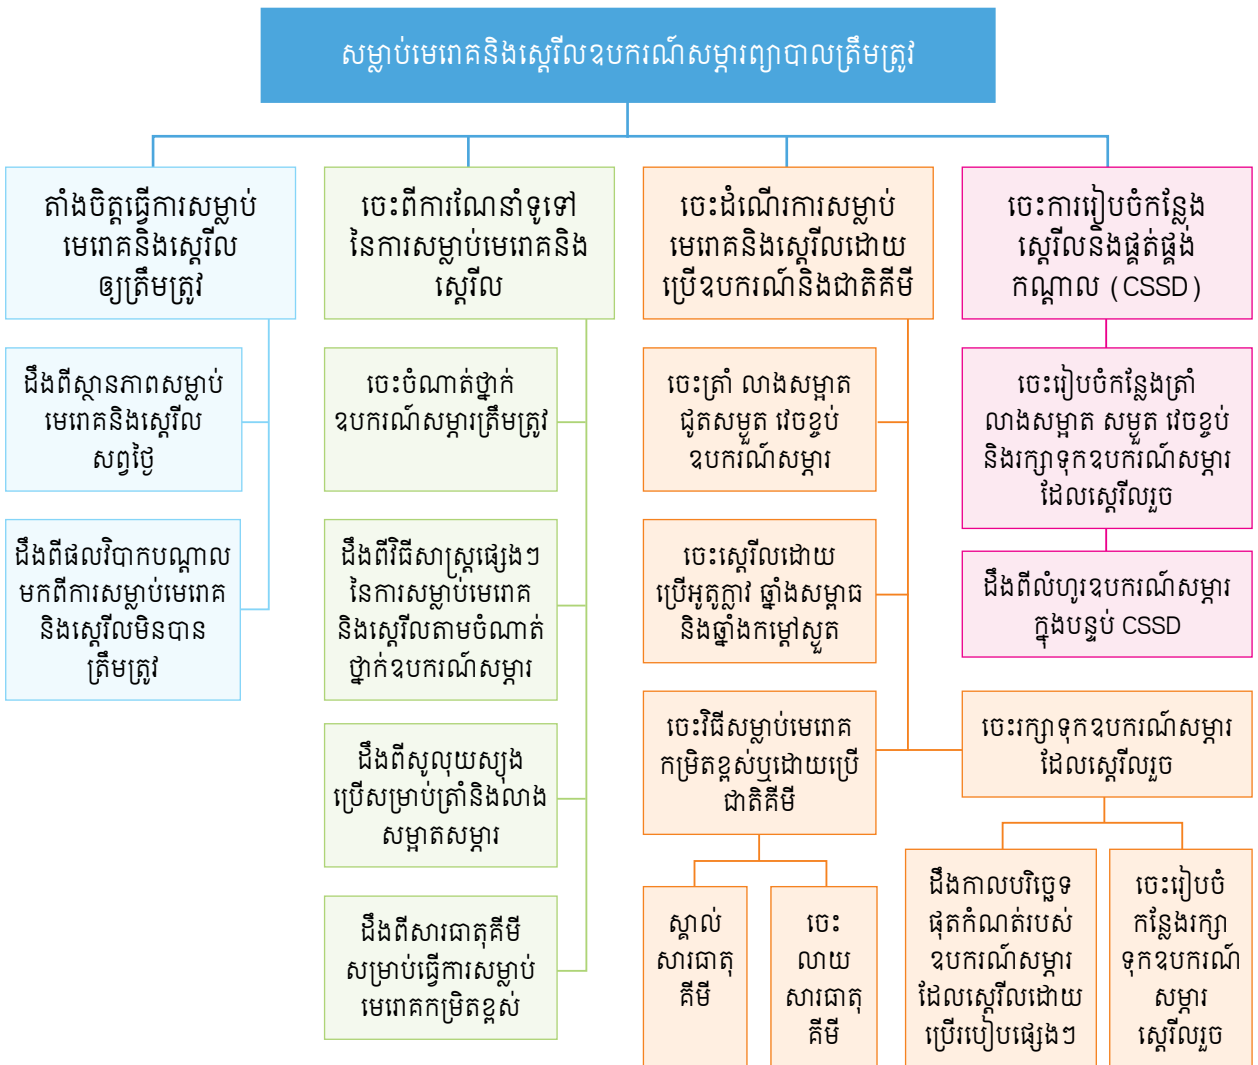 សម្លាប់មេរោគនិងស្តេរីលឧបករណ៍សម្ភារព្យាបាលត្រឹមត្រូវ
តាំងចិត្តធ្វើការសម្លាប់
មេរោគនិងស្តេរីល
ឲ្យត្រឹមត្រូវ
ដឹងពីស្ថានភាពសម្លាប់
មេរោគនិងស្តេរីល
សព្វថ្ងៃ
ដឹងពីផលវិបាកបណ្តាល
មកពីការសម្លាប់មេរោគ
និងស្តេរីលមិនបាន
ត្រឹមត្រូវ
ចេះពីការណែនាំទូទៅ
នៃការសម្លាប់មេរោគនិង
ស្តេរីល
ចេះចំណាត់ថ្នាក់
ឧបករណ៍សម្ភារត្រឹមត្រូវ
ដឹងពីវិធីសាស្ត្រផ្សេងៗ
នៃការសម្លាប់មេរោគ
និងស្តេរីលតាមចំណាត់
ថ្នាក់ឧបករណ៍សម្ភារ
ដឹងពីសូលុយស្យុង
ប្រើសម្រាប់ត្រាំនិងលាង
សម្អាតសម្ភារ
ដឹងពីសារធាតុគីមី
សម្រាប់ធ្វើការសម្លាប់
មេរោគកម្រិតខ្ពស់
ចេះដំណើរការសម្លាប់
មេរោគនិងស្តេរីលដោយ
ប្រើឧបករណ៍និងជាតិគីមី
ចេះត្រាំ លាងសម្អាត
ជូតសម្ងួត វេចខ្ចប់
ឧបករណ៍សម្ភារ
ចេះស្តេរីលដោយ
ប្រើអូតូក្លាវ ឆ្នាំងសម្ពាធ
និងឆ្នាំងកម្តៅស្ងួត
ចេះវិធីសម្លាប់មេរោគ
កម្រិតខ្ពស់ឬដោយប្រើ
ជាតិគីមី
ស្គាល់
សារធាតុ
គីមី
ចេះ
លាយ
សារធាតុ
គីមី
ចេះរក្សាទុកឧបករណ៍សម្ភារ
ដែលស្តេរីលរួច
ដឹងកាលបរិច្ឆេទ
ផុតកំណត់របស់
ឧបករណ៍សម្ភារ
ដែលស្តេរីលដោយ
ប្រើរបៀបផ្សេងៗ
ចេះរៀបចំ
កន្លែងរក្សា
ទុកឧបករណ៍
សម្ភារ
ស្តេរីលរួច
ចេះការរៀបចំកន្លែង
ស្តេរីលនិងផ្គត់ផ្គង់
កណ្តាល (CSSD)
ចេះរៀបចំកន្លែងត្រាំ
លាងសម្អាត សម្ងួត វេចខ្ចប់
និងរក្សាទុកឧបករណ៍សម្ភារ
ដែលស្តេរីលរួច
ដឹងពីលំហូរឧបករណ៍សម្ភារ
ក្នុងបន្ទប់ CSSD